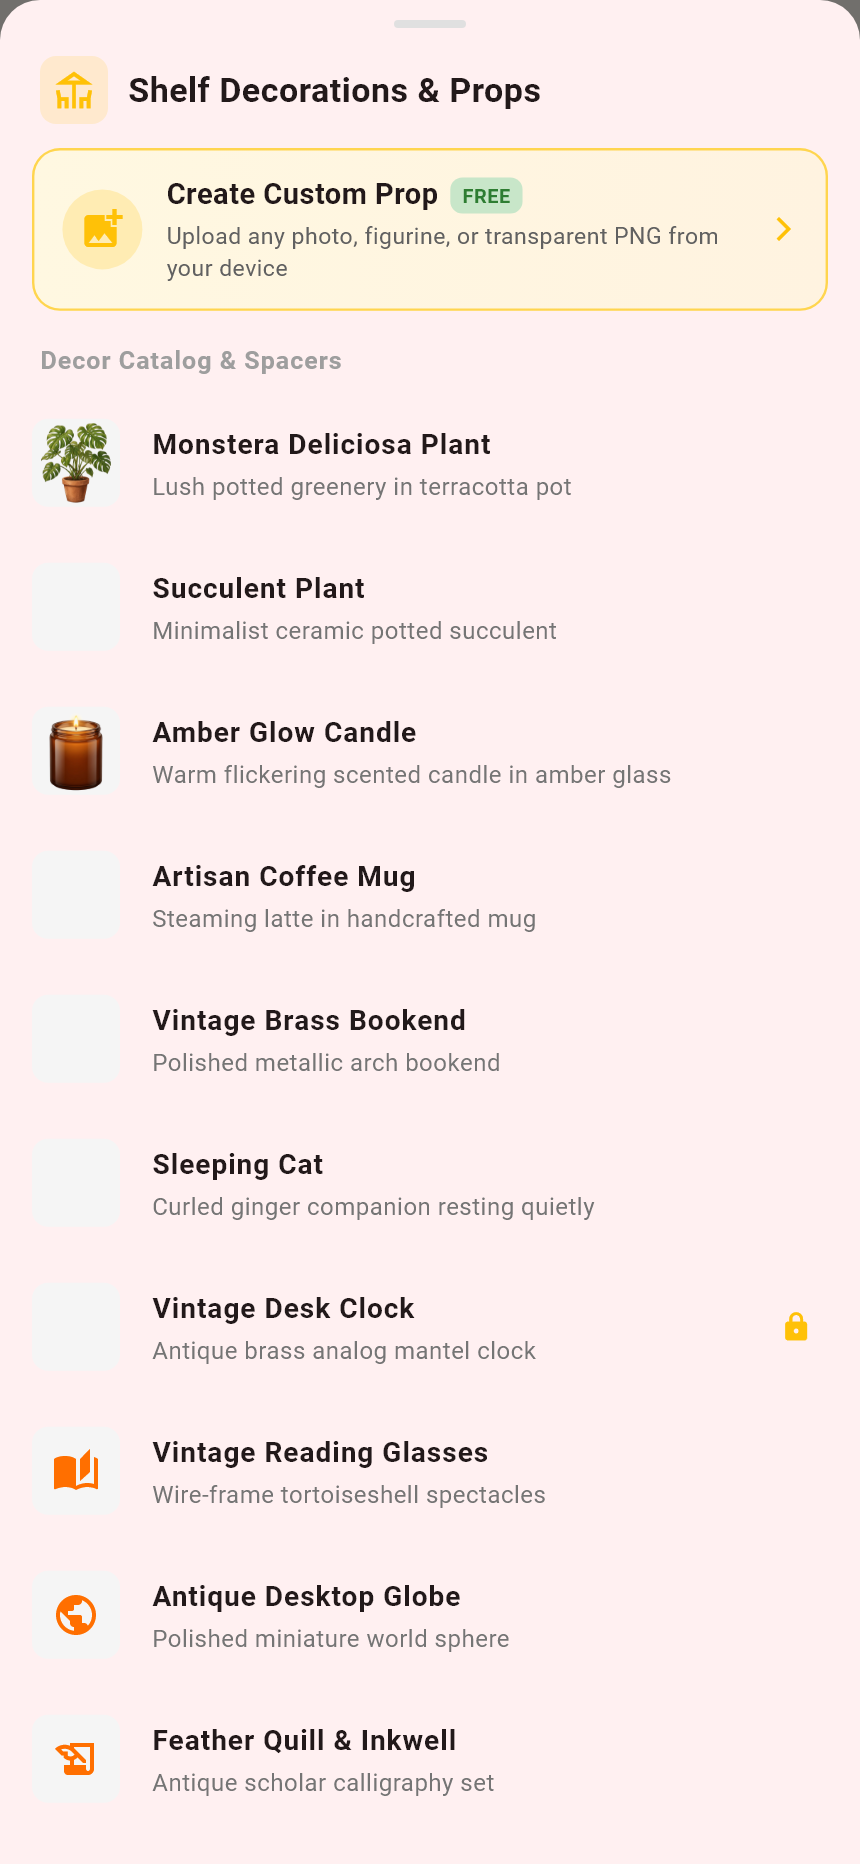 Shelf Decorations & Props
Create Custom Prop FREE
Upload any photo, figurine, or transparent PNG from
your device
Decor Catalog & Spacers
Monstera Deliciosa Plant
Lush potted greenery in terracotta pot
Succulent Plant
Minimalist ceramic potted succulent
Amber Glow Candle
Warm flickering scented candle in amber glass
Artisan Coffee Mug
Steaming latte in handcrafted mug
Vintage Brass Bookend
Polished metallic arch bookend
Sleeping Cat
Curled ginger companion resting quietly
Vintage Desk Clock
Antique brass analog mantel clock
Vintage Reading Glasses
Wire-frame tortoiseshell spectacles
Antique Desktop Globe
Polished miniature world sphere
Feather Quill & Inkwell
Antique scholar calligraphy set